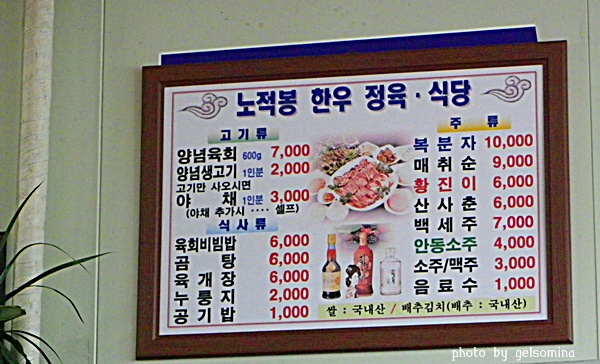 노적봉 한우 정육·식당
고기류
양념육회 600g 7,000
양념생고기 1인분 2,000
고기만 사오시면
야 채 1인분 3,000
(야채 추가시 ···· 셀프)
식사류
육회비빔밥 6,000
곰 탕 6,000
육개장 6,000
누룽지 2,000
공기밥 1,000
주류
복분자 10,000
매취순 9,000
황진이 6,000
산사춘 6,000
백세주 7,000
안동소주 4,000
소주/맥주 3,000
음료수 1,000
쌀 : 국내산 / 배추김치(배추 : 국내산)
photo by gelsomina